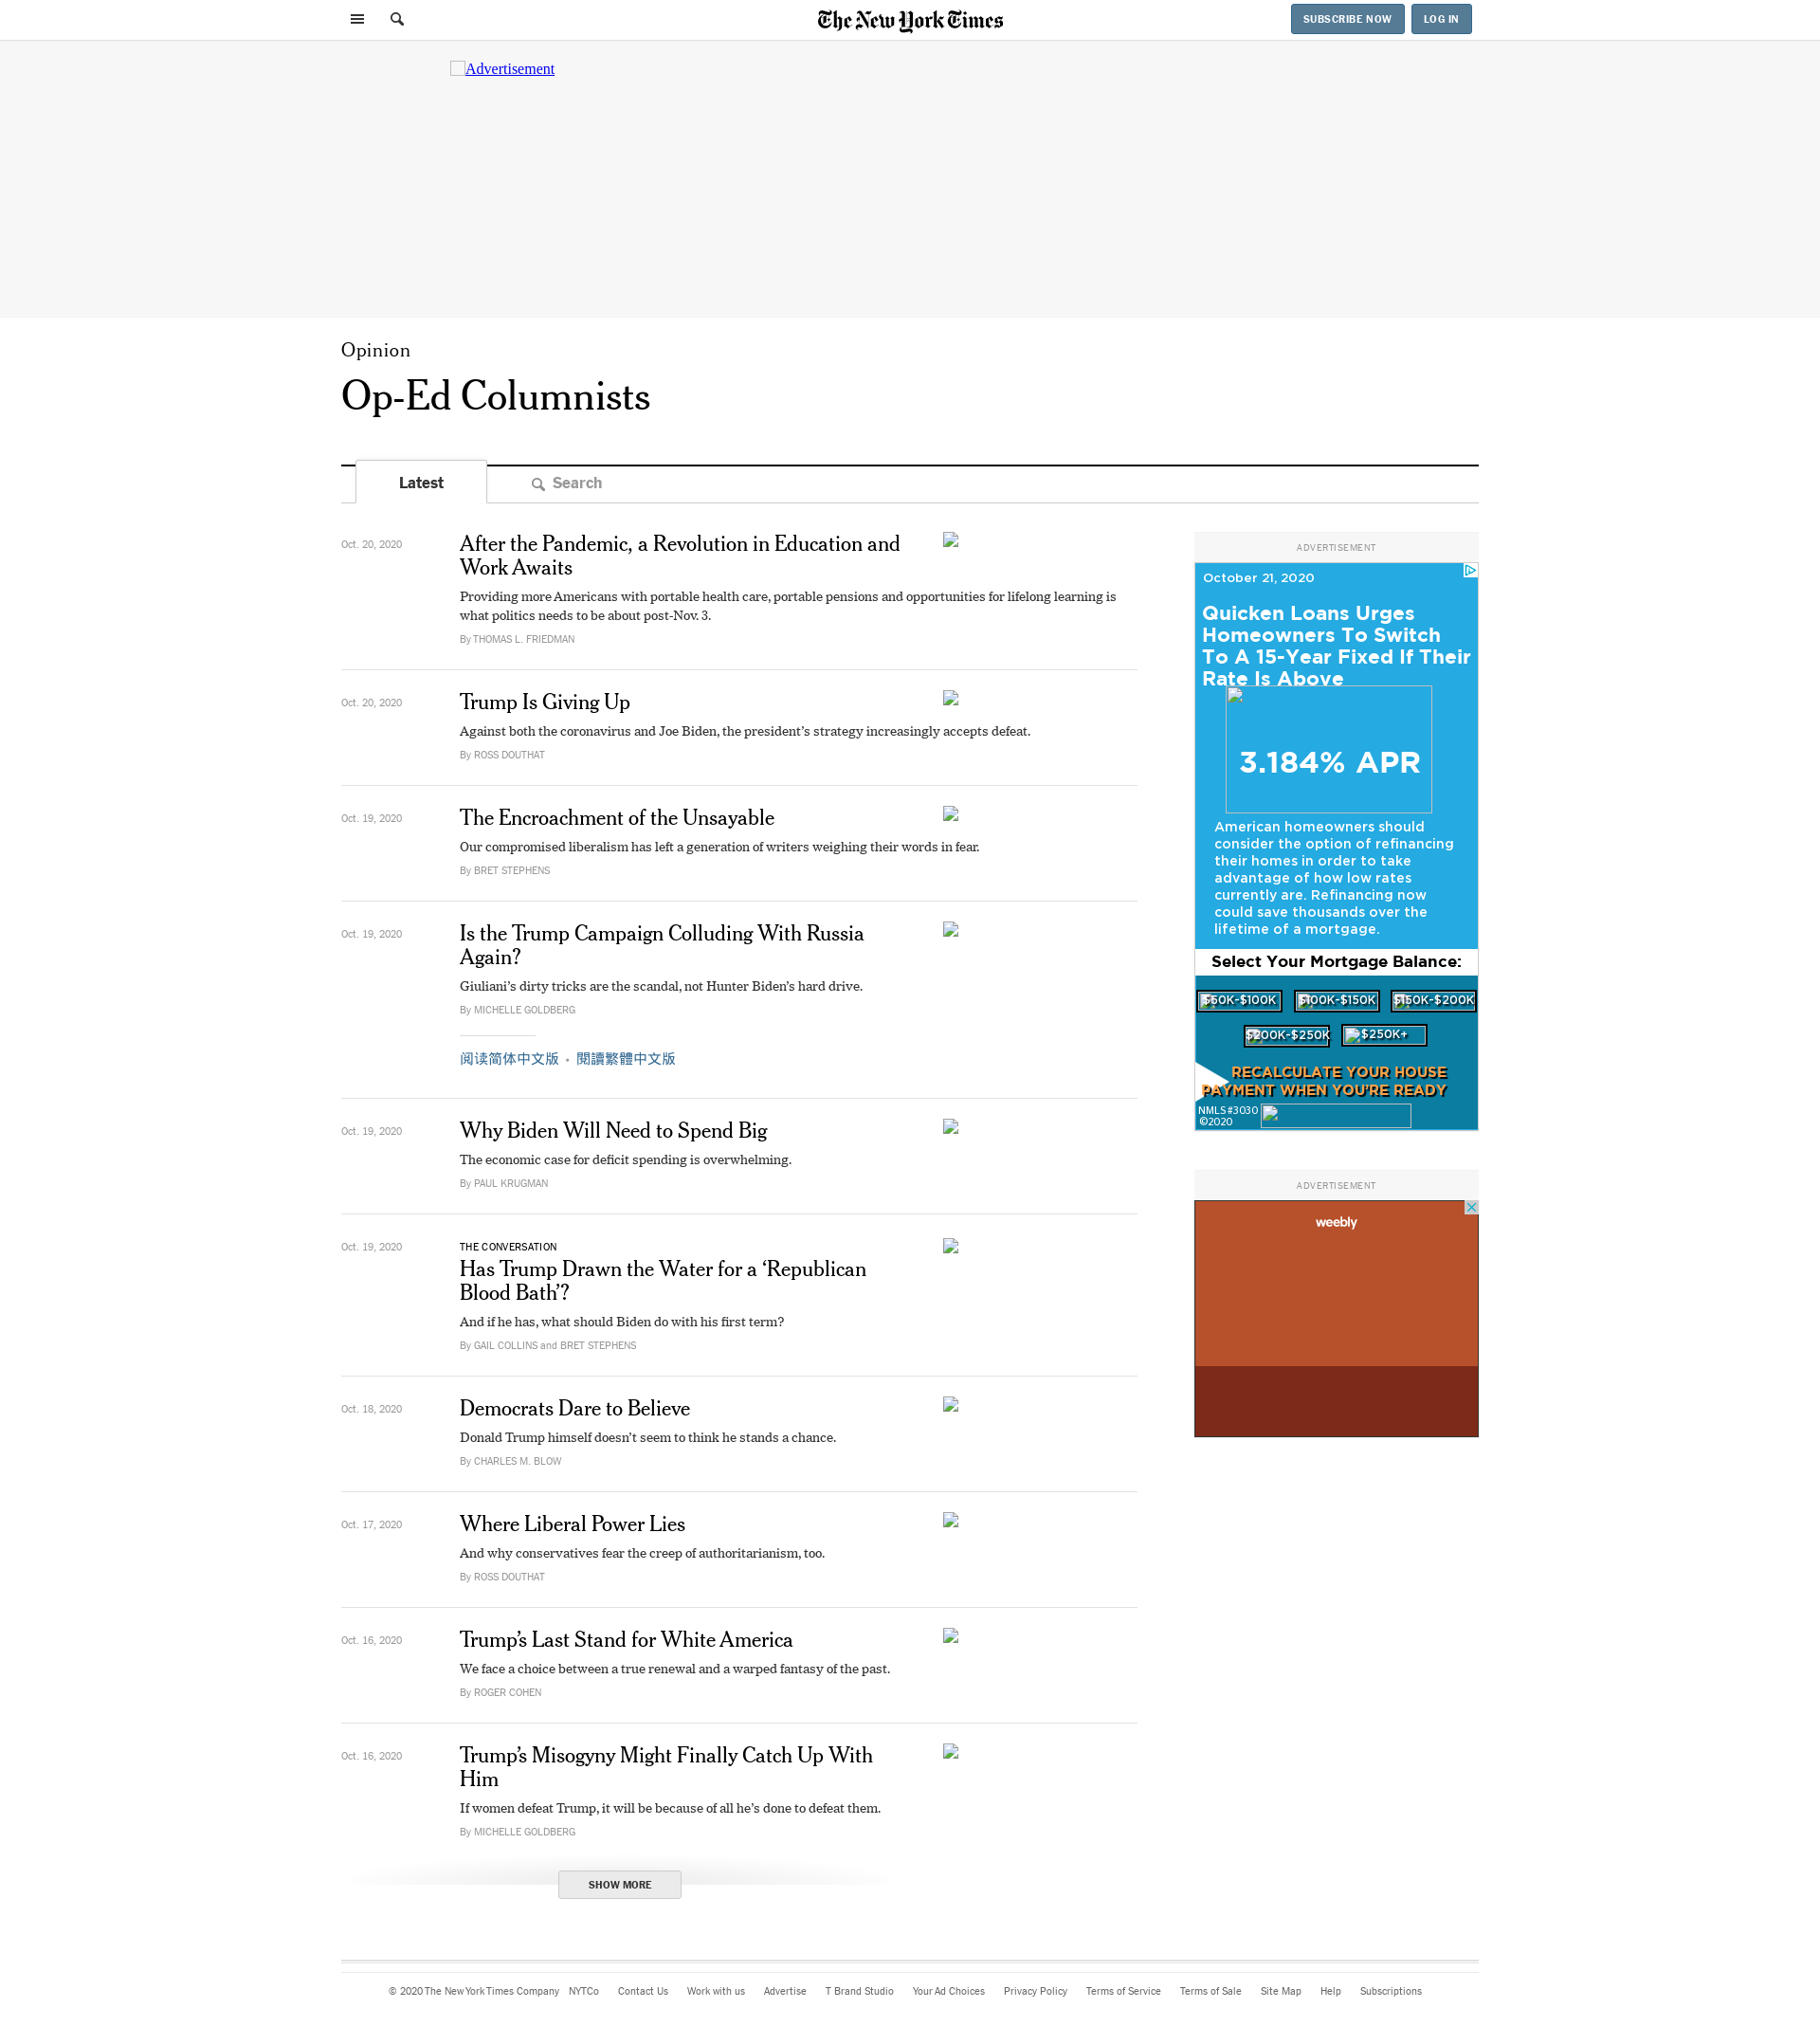 The New York Times
SUBSCRIBE NOW
LOG IN
Advertisement
Opinion
Op-Ed Columnists
Latest
Search
Oct. 20, 2020
After the Pandemic, a Revolution in Education and
Work Awaits
Providing more Americans with portable health care, portable pensions and opportunities for lifelong learning is
what politics needs to be about post-Nov. 3.
By THOMAS L. FRIEDMAN
Oct. 20, 2020
Trump Is Giving Up
Against both the coronavirus and Joe Biden, the president’s strategy increasingly accepts defeat.
By ROSS DOUTHAT
Oct. 19, 2020
The Encroachment of the Unsayable
Our compromised liberalism has left a generation of writers weighing their words in fear.
By BRET STEPHENS
Oct. 19, 2020
Is the Trump Campaign Colluding With Russia
Again?
Giuliani’s dirty tricks are the scandal, not Hunter Biden’s hard drive.
By MICHELLE GOLDBERG
阅读简体中文版 • 閱讀繁體中文版
Oct. 19, 2020
Why Biden Will Need to Spend Big
The economic case for deficit spending is overwhelming.
By PAUL KRUGMAN
Oct. 19, 2020
THE CONVERSATION
Has Trump Drawn the Water for a ‘Republican
Blood Bath’?
And if he has, what should Biden do with his first term?
By GAIL COLLINS and BRET STEPHENS
Oct. 18, 2020
Democrats Dare to Believe
Donald Trump himself doesn’t seem to think he stands a chance.
By CHARLES M. BLOW
Oct. 17, 2020
Where Liberal Power Lies
And why conservatives fear the creep of authoritarianism, too.
By ROSS DOUTHAT
Oct. 16, 2020
Trump’s Last Stand for White America
We face a choice between a true renewal and a warped fantasy of the past.
By ROGER COHEN
Oct. 16, 2020
Trump’s Misogyny Might Finally Catch Up With
Him
If women defeat Trump, it will be because of all he’s done to defeat them.
By MICHELLE GOLDBERG
SHOW MORE
ADVERTISEMENT
October 21, 2020
Quicken Loans Urges
Homeowners To Switch
To A 15-Year Fixed If Their
Rate Is Above
3.184% APR
American homeowners should
consider the option of refinancing
their homes in order to take
advantage of how low rates
currently are. Refinancing now
could save thousands over the
lifetime of a mortgage.
Select Your Mortgage Balance:
$50K-$100K
$100K-$150K
$150K-$200K
$200K-$250K
$250K+
RECALCULATE YOUR HOUSE
PAYMENT WHEN YOU'RE READY
NMLS#3030
©2020
ADVERTISEMENT
weebly
© 2020 The New York Times Company
NYTCo
Contact Us
Work with us
Advertise
T Brand Studio
Your Ad Choices
Privacy Policy
Terms of Service
Terms of Sale
Site Map
Help
Subscriptions